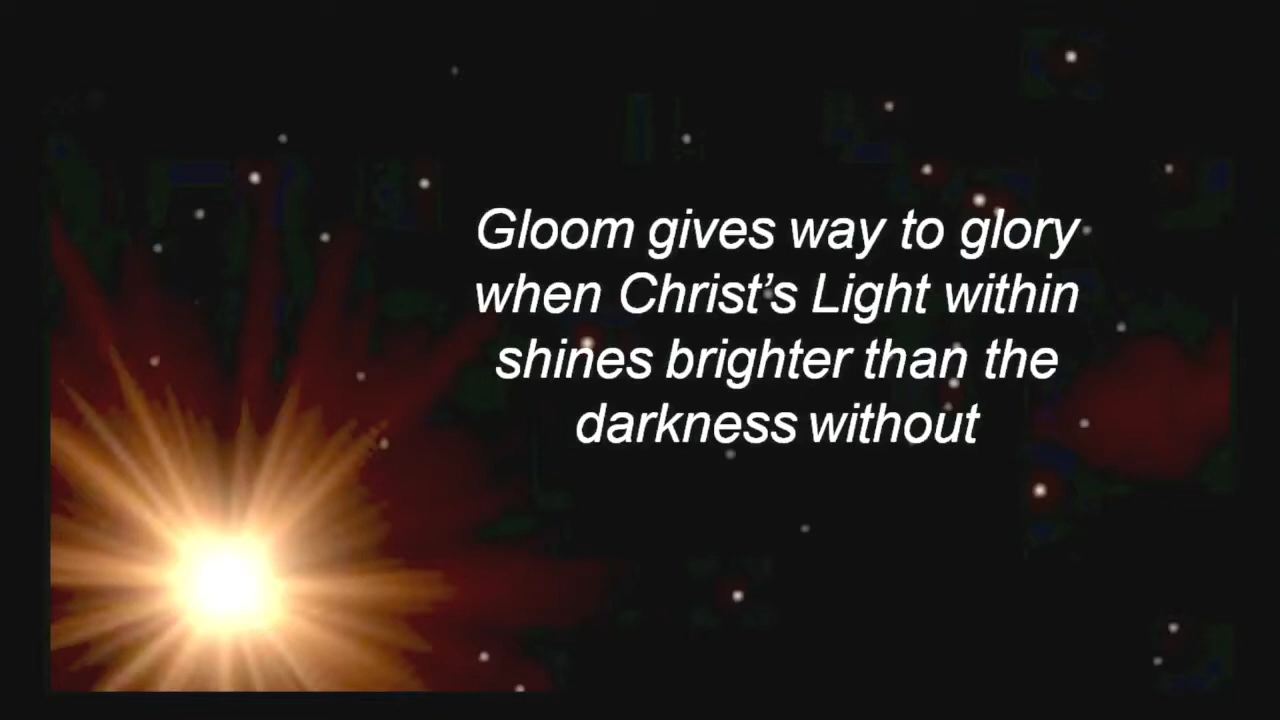 Gloom gives way to glory
when Christ’s Light within
shines brighter than the
darkness without